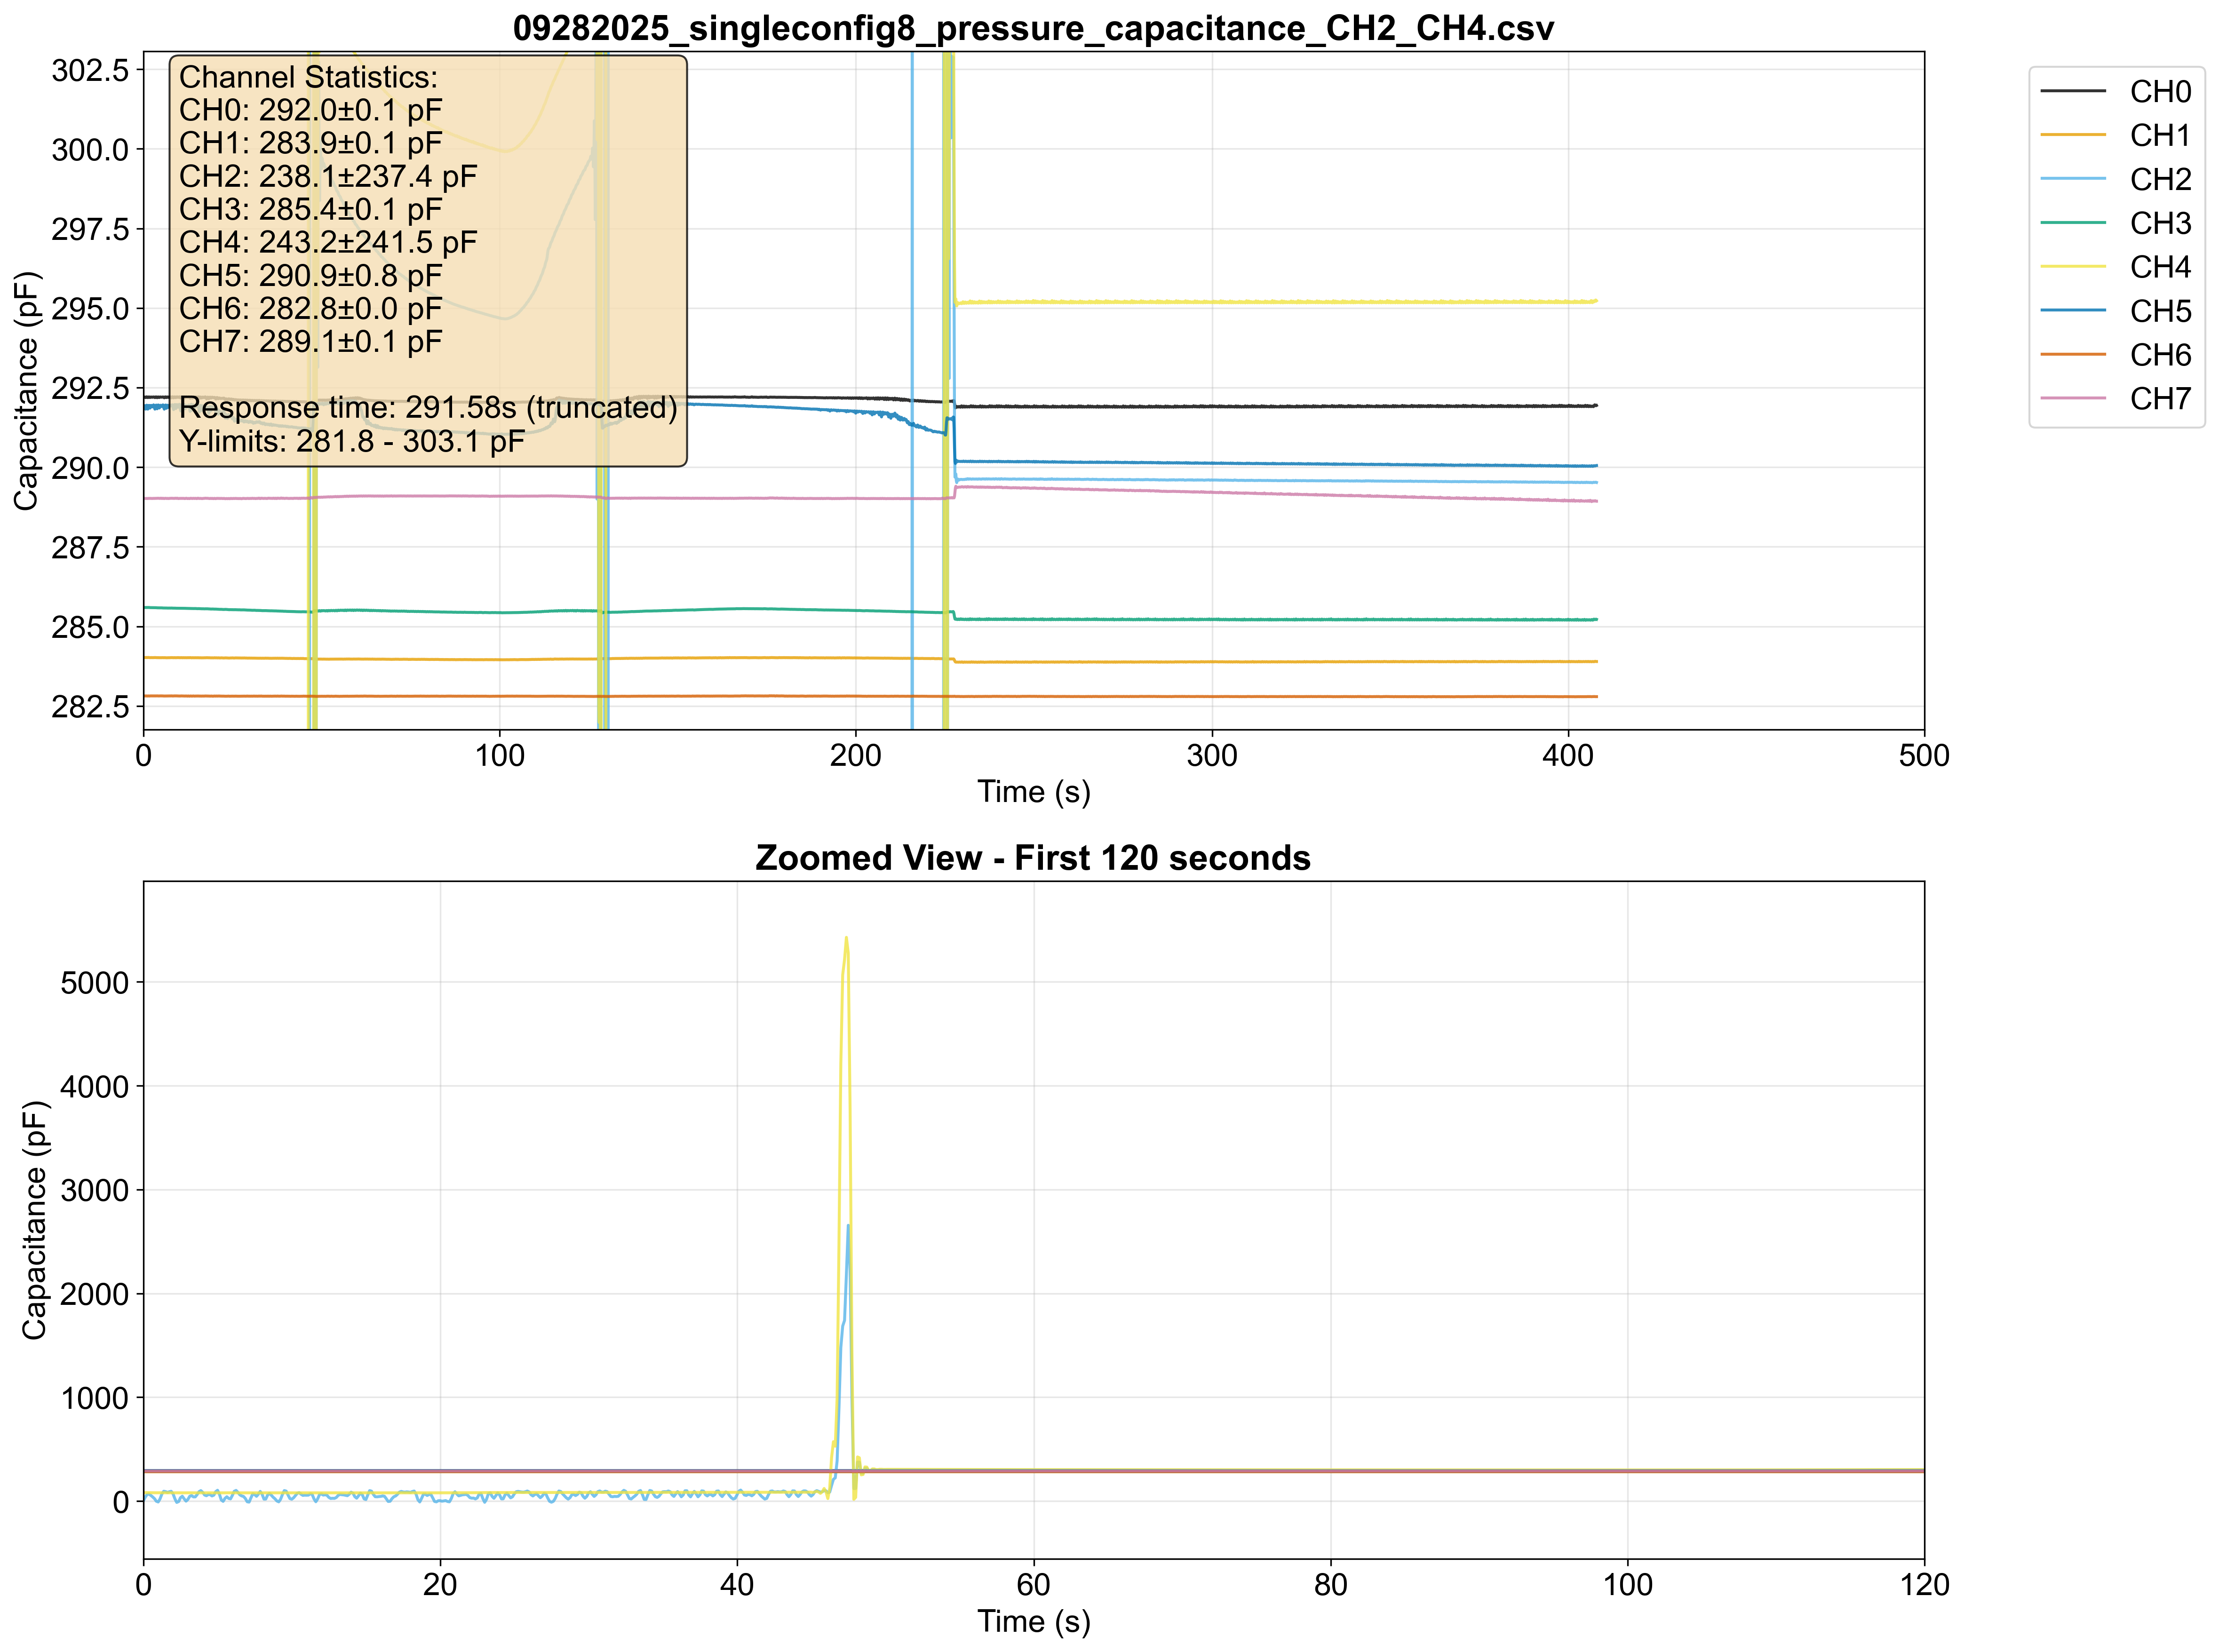 09282025_singleconfig8_pressure_capacitance_CH2_CH4.csv
Capacitance (pF)
302.5
300.0
297.5
295.0
292.5
290.0
287.5
285.0
282.5
Channel Statistics:
CH0: 292.0±0.1 pF
CH1: 283.9±0.1 pF
CH2: 238.1±237.4 pF
CH3: 285.4±0.1 pF
CH4: 243.2±241.5 pF
CH5: 290.9±0.8 pF
CH6: 282.8±0.0 pF
CH7: 289.1±0.1 pF
Response time: 291.58s (truncated)
Y-limits: 281.8 - 303.1 pF
CH0
CH1
CH2
CH3
CH4
CH5
CH6
CH7
0 100 200 300 400 500
Time (s)
Zoomed View - First 120 seconds
Capacitance (pF)
5000
4000
3000
2000
1000
0
0 20 40 60 80 100 120
Time (s)